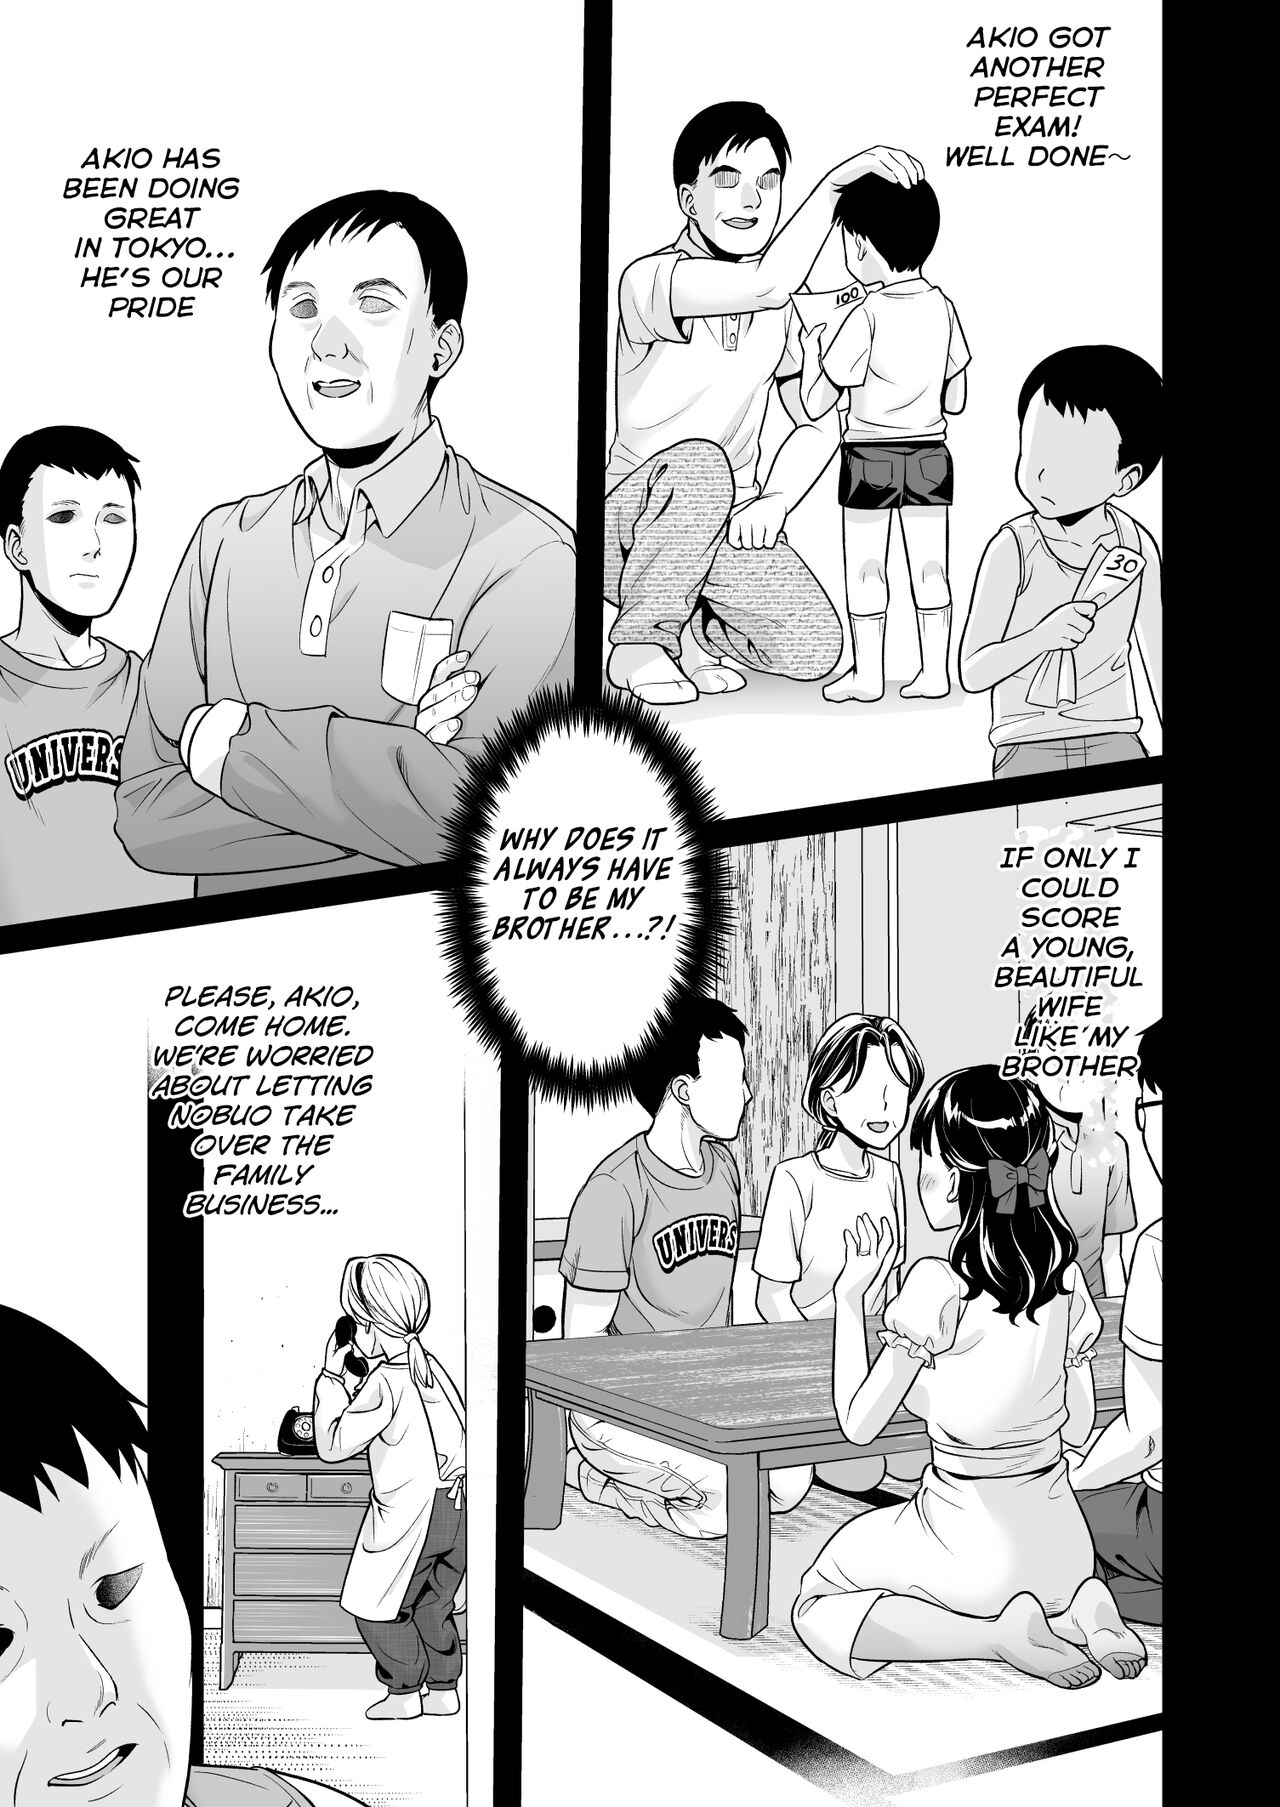 AKIO GOT
ANOTHER
PERFECT
EXAM!
WELL DONE~
100
30
AKIO HAS
BEEN DOING
GREAT
IN TOKYO...
HE'S OUR
PRIDE
UNIVERS
WHY DOES IT
ALWAYS HAVE
TO BE MY
BROTHER...?!
IF ONLY I
COULD
SCORE
A YOUNG,
BEAUTIFUL
WIFE
LIKE MY
BROTHER
UNIVERS
PLEASE, AKIO,
COME HOME.
WE'RE WORRIED
ABOUT LETTING
NOBUO TAKE
OVER THE
FAMILY
BUSINESS...